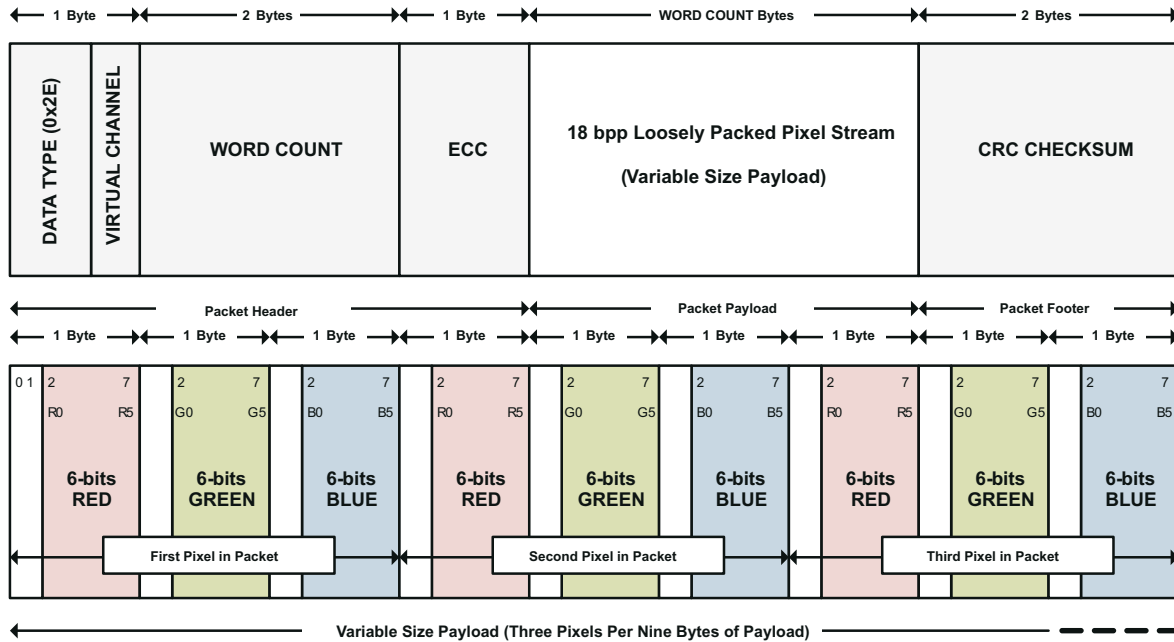 1 Byte 2 Bytes 1 Byte WORD COUNT Bytes 2 Bytes
DATA TYPE (0x2E)
VIRTUAL CHANNEL
WORD COUNT
ECC
18 bpp Loosely Packed Pixel Stream
(Variable Size Payload)
CRC CHECKSUM
Packet Header Packet Payload Packet Footer
1 Byte 1 Byte 1 Byte 1 Byte 1 Byte 1 Byte 1 Byte 1 Byte 1 Byte
0 1 2 7 2 7 2 7 2 7 2 7 2 7 2 7 2 7 2 7
R0 R5 G0 G5 B0 B5 R0 R5 G0 G5 B0 B5 R0 R5 G0 G5 B0 B5
6-bits 6-bits 6-bits 6-bits 6-bits 6-bits 6-bits 6-bits 6-bits
RED GREEN BLUE RED GREEN BLUE RED GREEN BLUE
First Pixel in Packet Second Pixel in Packet Third Pixel in Packet
Variable Size Payload (Three Pixels Per Nine Bytes of Payload)